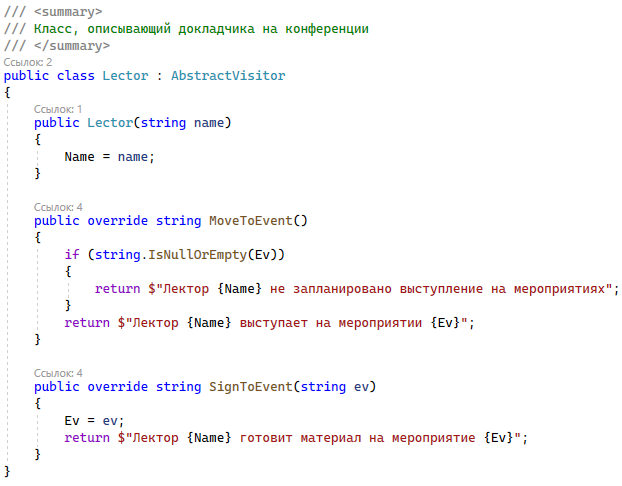 /// <summary>
/// Класс, описывающий докладчика на конференции
/// </summary>
Ссылок: 2
public class Lector : AbstractVisitor
{
Ссылок: 1
public Lector(string name)
{
Name = name;
}
Ссылок: 4
public override string MoveToEvent()
{
if (string.IsNullOrEmpty(Ev))
{
return $"Лектор {Name} не запланировано выступление на мероприятиях";
}
return $"Лектор {Name} выступает на мероприятии {Ev}";
}
Ссылок: 4
public override string SignToEvent(string ev)
{
Ev = ev;
return $"Лектор {Name} готовит материал на мероприятие {Ev}";
}
}